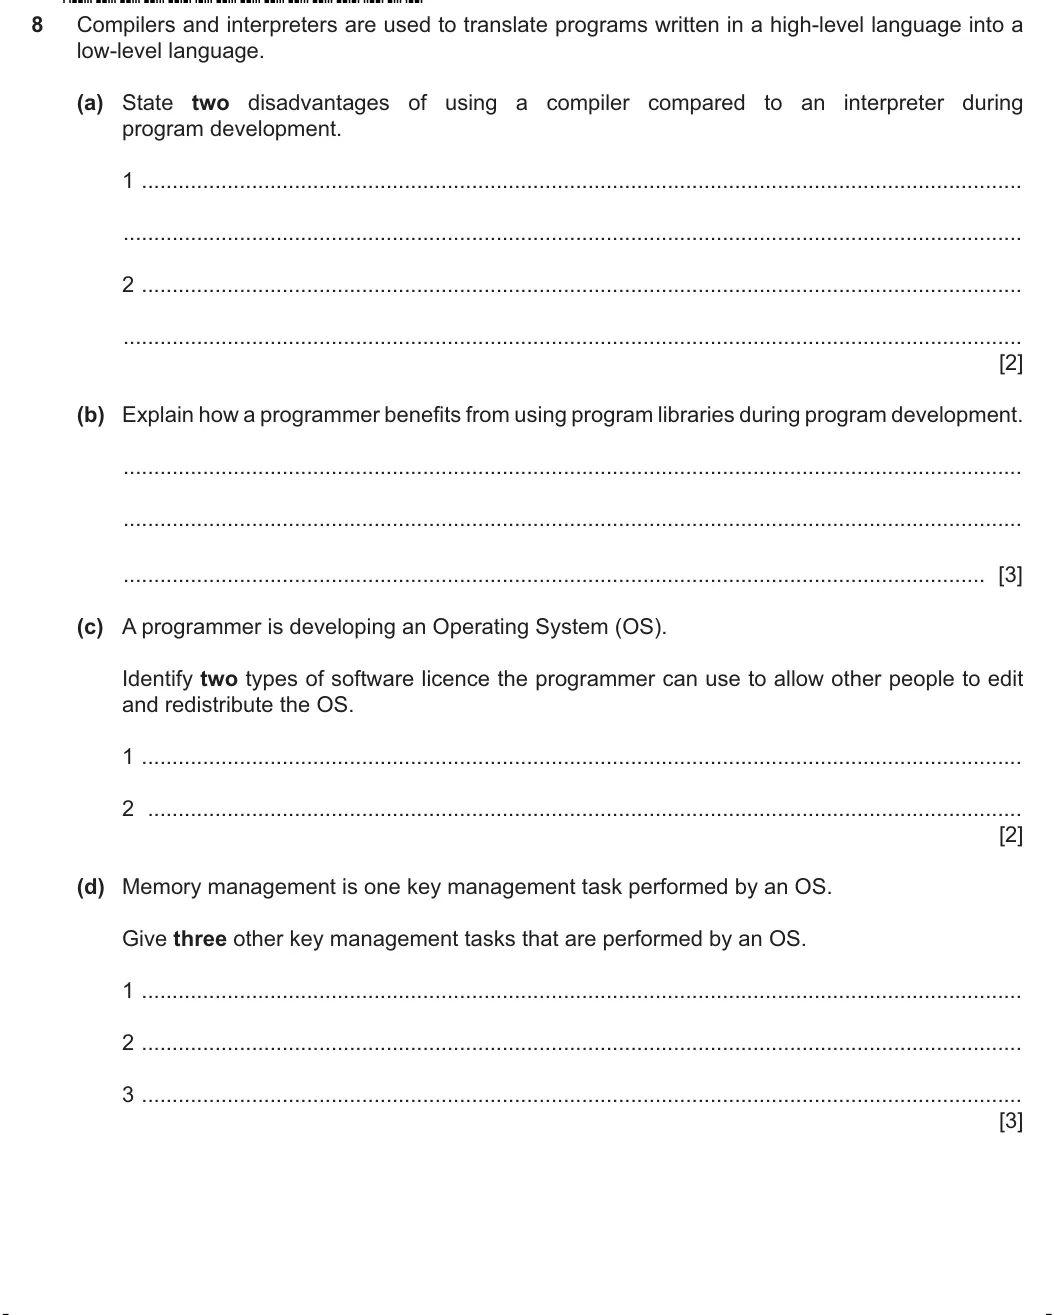 8 Compilers and interpreters are used to translate programs written in a high-level language into a
low-level language.
(a) State two disadvantages of using a compiler compared to an interpreter during
program development.
1 ................................................................................................................................................
...................................................................................................................................................
2 ................................................................................................................................................
...................................................................................................................................................
[2]
(b) Explain how a programmer benefits from using program libraries during program development.
...................................................................................................................................................
...................................................................................................................................................
............................................................................................................................................. [3]
(c) A programmer is developing an Operating System (OS).
Identify two types of software licence the programmer can use to allow other people to edit
and redistribute the OS.
1 ................................................................................................................................................
2 ...............................................................................................................................................
[2]
(d) Memory management is one key management task performed by an OS.
Give three other key management tasks that are performed by an OS.
1 ................................................................................................................................................
2 ................................................................................................................................................
3 ................................................................................................................................................
[3]